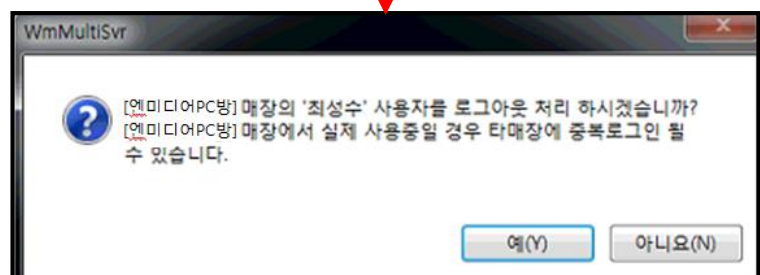 WmMultiSvr
[엔미디어PC방] 매장의 '최성수' 사용자를 로그아웃 처리 하시겠습니까?
[엔미디어PC방] 매장에서 실제 사용중일 경우 타매장에 중복로그인 될
수 있습니다.
예(Y)
아니요(N)